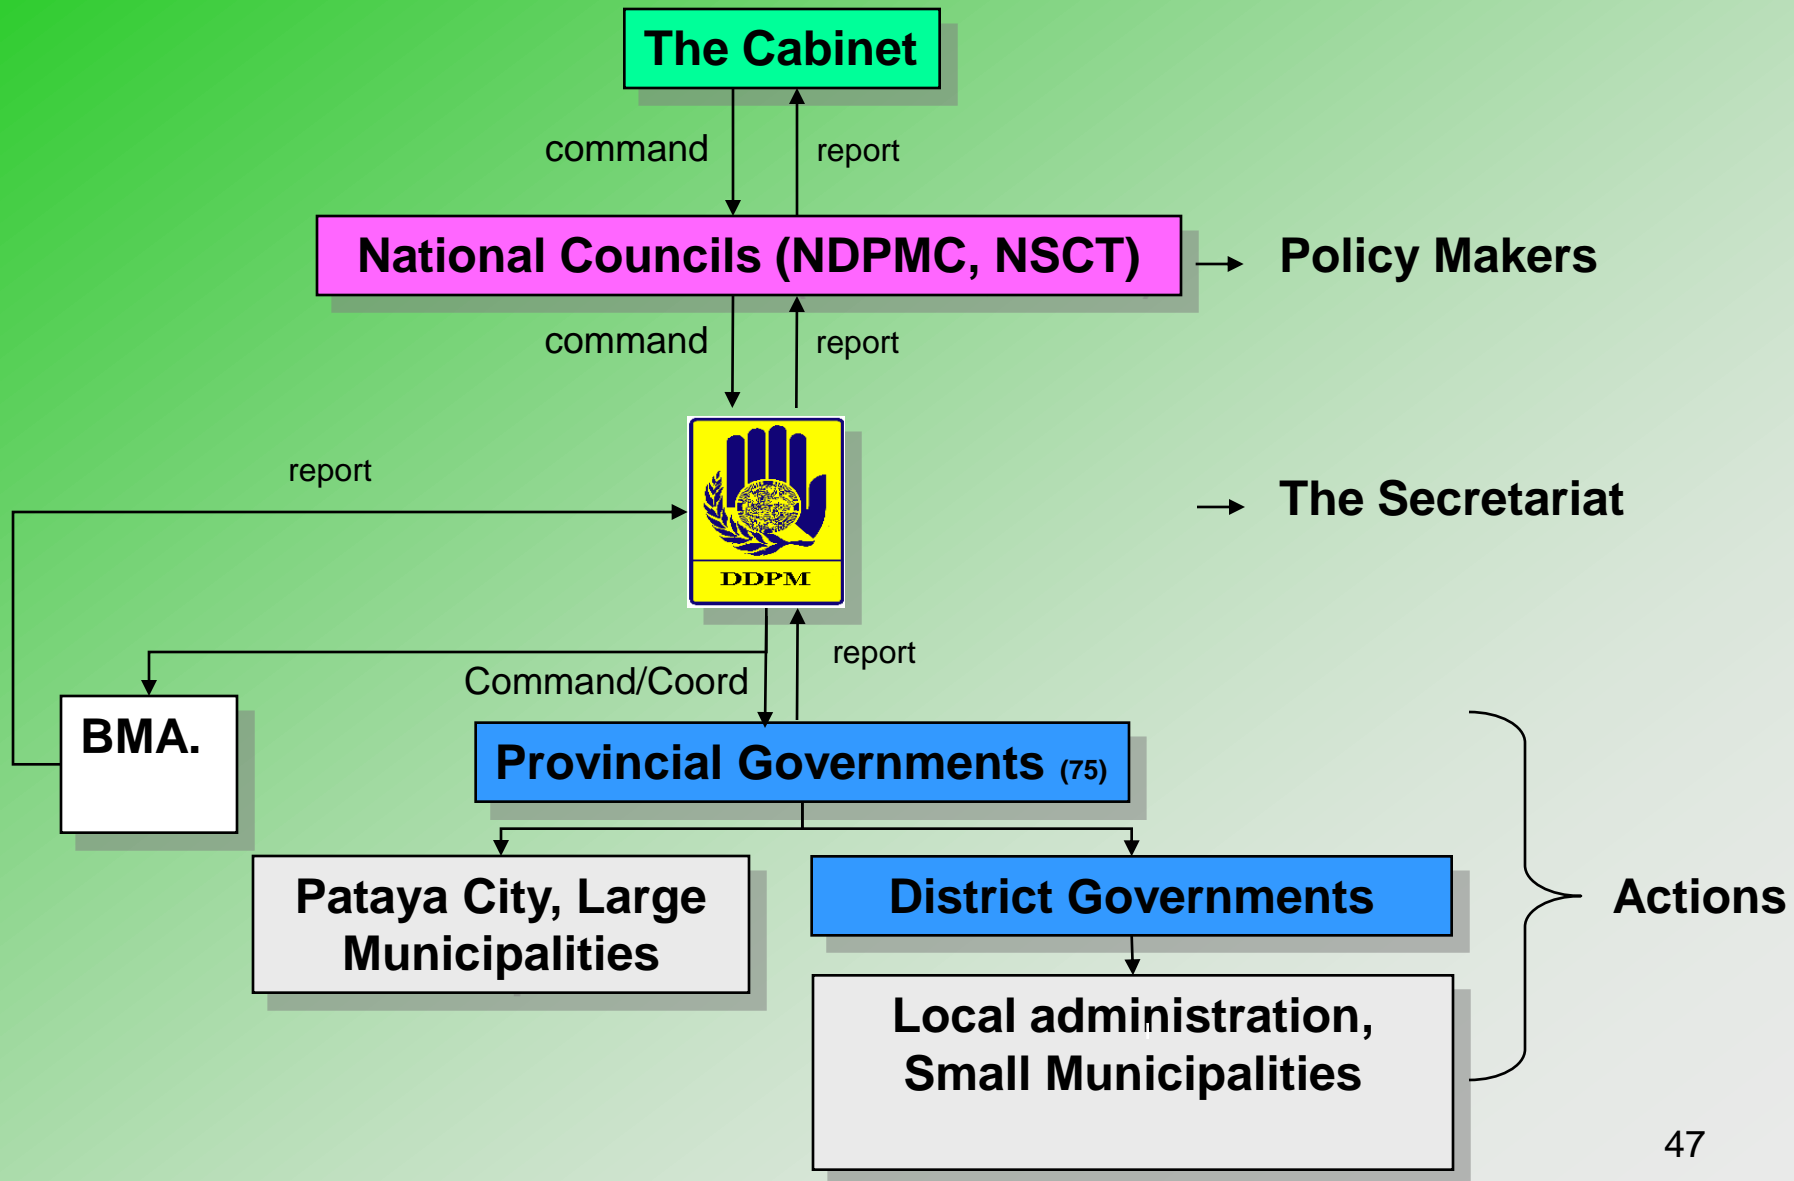 The Cabinet
command
report
National Councils (NDPMC, NSCT)
Policy Makers
command
report
report
The Secretariat
DDPM
report
Command/Coord
BMA.
Provincial Governments (75)
Pataya City, Large
Municipalities
District Governments
Actions
Local administration,
Small Municipalities
47